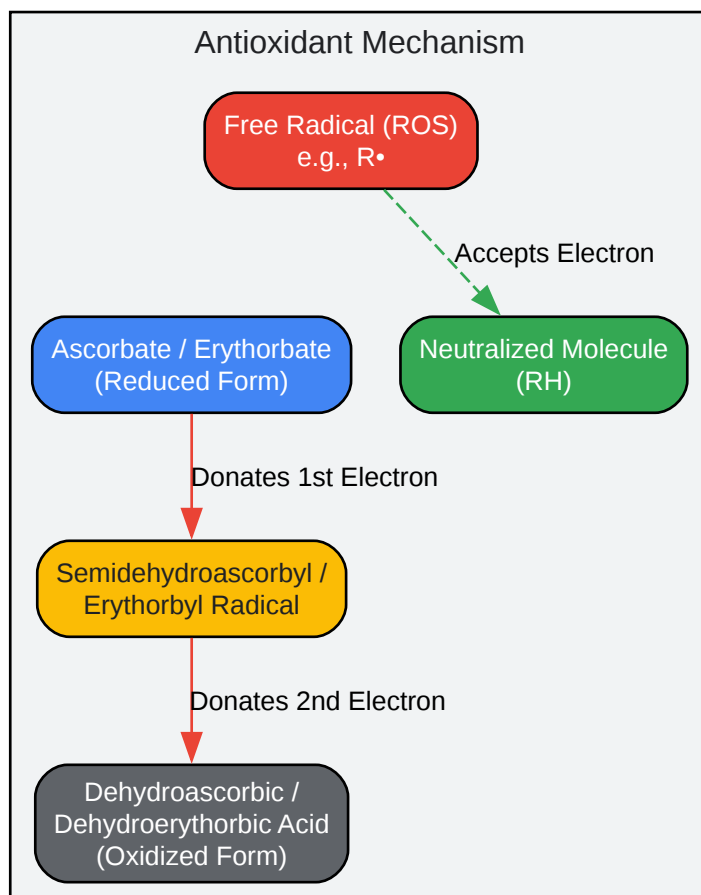 Antioxidant Mechanism
Free Radical (ROS)
e.g., R•
Accepts Electron
Ascorbate / Erythorbate
(Reduced Form)
Neutralized Molecule
(RH)
Donates 1st Electron
Semidehydroascorbyl /
Erythorbyl Radical
Donates 2nd Electron
Dehydroascorbic /
Dehydroerythorbic Acid
(Oxidized Form)